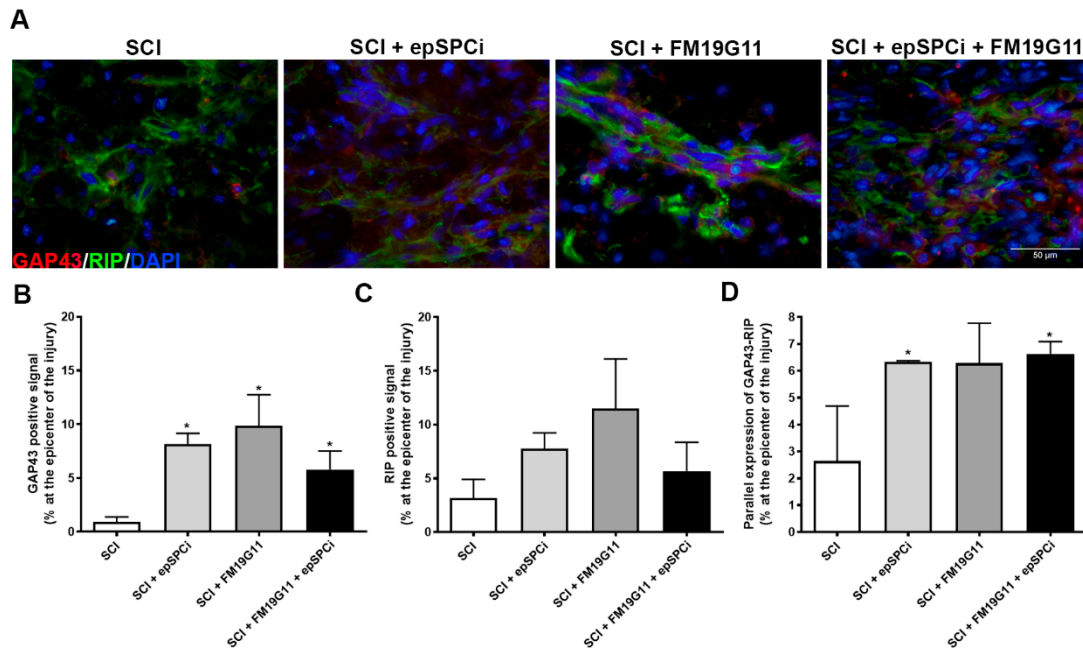 A
SCI
SCI + epSPCi
SCI + FM19G11
SCI + epSPCi + FM19G11
GAP43/RIP/DAPI
50 µm
B
GAP43 positive signal
(% at the epicenter of the injury)
20
15
10
5
0
*
*
*
SCI
SCI + epSPCi
SCI + FM19G11
SCI + FM19G11 + epSPCi
C
RIP positive signal
(% at the epicenter of the injury)
20
15
10
5
0
SCI
SCI + epSPCi
SCI + FM19G11
SCI + FM19G11 + epSPCi
D
Parallel expression of GAP43-RIP
(% at the epicenter of the injury)
8
7
6
5
4
3
2
1
0
*
*
SCI
SCI + epSPCi
SCI + FM19G11
SCI + FM19G11 + epSPCi